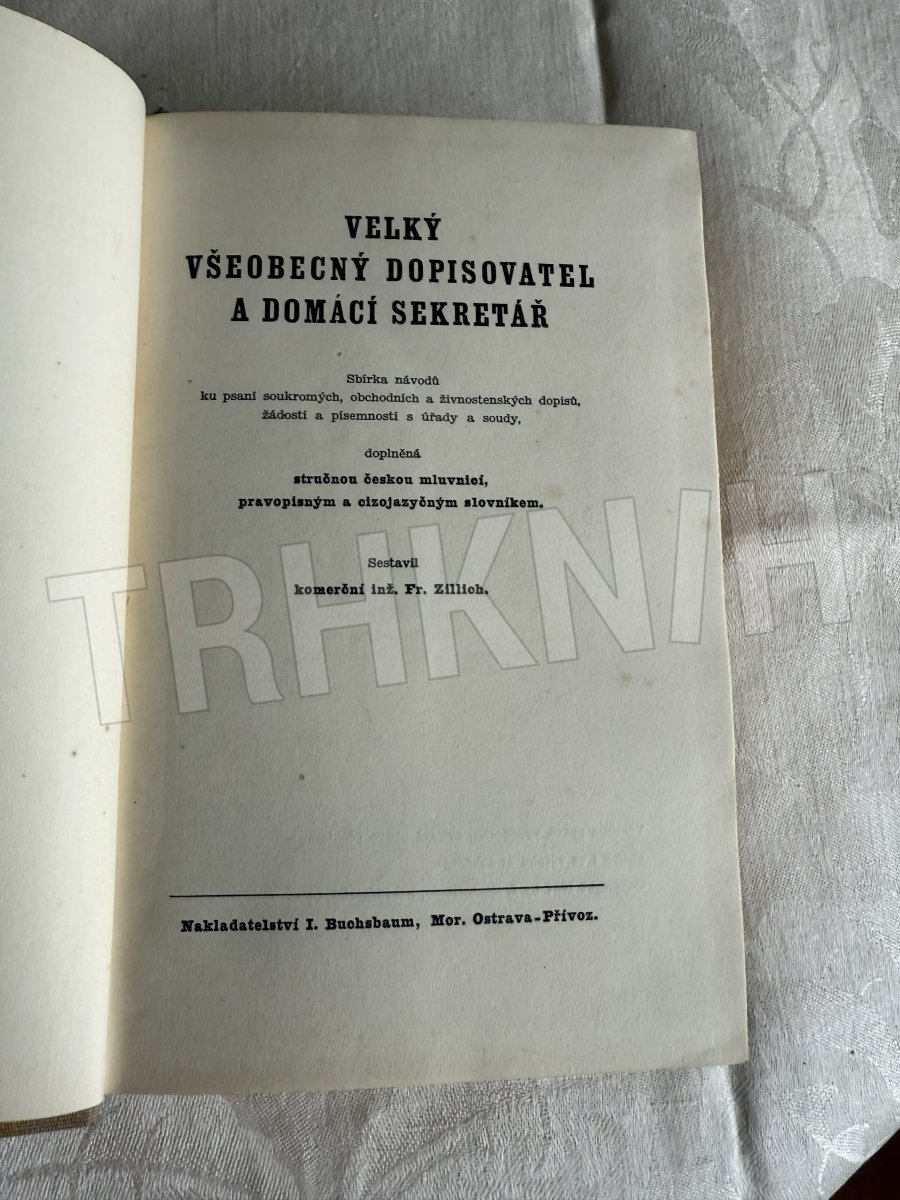 VELKÝ
VŠEOBECNÝ DOPISOVATEL
A DOMÁCÍ SEKRETÁŘ
Sbírka návodů
ku psaní soukromých, obchodních a živnostenských dopisů,
žádostí a písemností s úřady a soudy,
doplněná
stručnou českou mluvnicí,
pravopisným a cizojazyčným slovníkem.
Sestavil
komerční inž. Fr. Zillich.
Nakladatelství I. Buchsbaum, Mor. Ostrava-Přívoz.
TRHKNIH